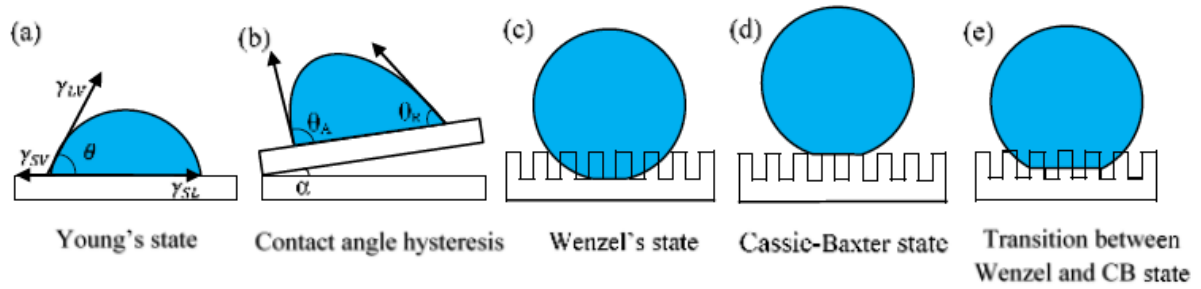 (a)
γLV
γSV
θ
γSL
Young's state
(b)
θA
θR
α
Contact angle hysteresis
(c)
Wenzel's state
(d)
Cassic-Baxter state
(e)
Transition between
Wenzel and CB state